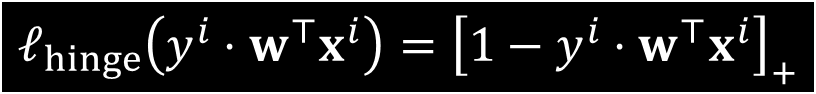 ℓ_hinge(yⁱ · 𝐰^⊤𝐱ⁱ) = [1 − yⁱ · 𝐰^⊤𝐱ⁱ]₊